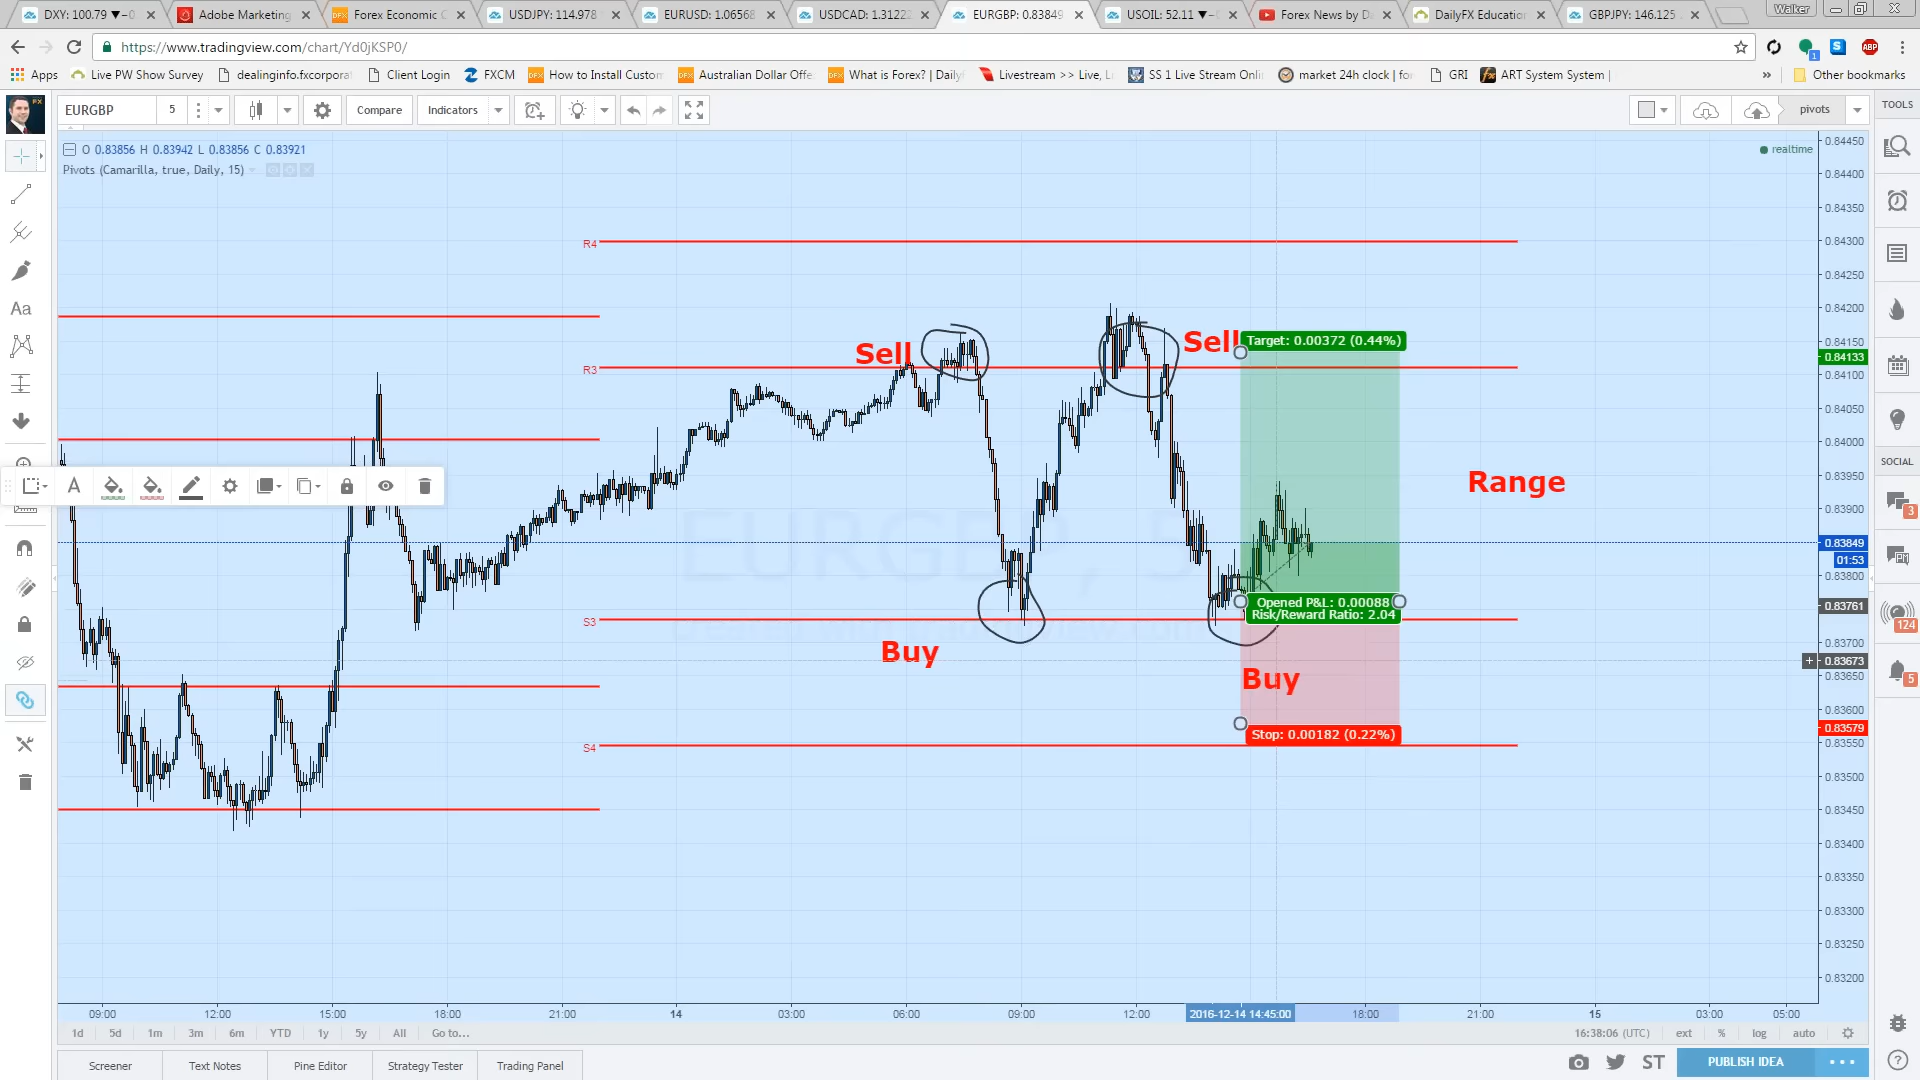 DXY: 100.79 ▼−0
Adobe Marketing
Forex Economic C
USDJPY: 114.978
EURUSD: 1.06568
USDCAD: 1.31222
EURGBP: 0.83849
USOIL: 52.11 ▼−
Forex News by D
DailyFX Education
GBPJPY: 146.125
Walker
https://www.tradingview.com/chart/Yd0jKSP0/
Apps
Live PW Show Survey
dealinginfo.fxcorporat
Client Login
FXCM
How to Install Custom
Australian Dollar Offe
What is Forex? | Daily
Livestream >> Live, L
SS 1 Live Stream Onli
market 24h clock | fo
GRI
ART System System |
Other bookmarks
EURGBP
5
Compare
Indicators
pivots
TOOLS
O 0.83856 H 0.83942 L 0.83856 C 0.83921
realtime
Pivots (Camarilla, true, Daily, 15)
0.84450
0.84400
0.84350
0.84300
0.84250
0.84200
0.84150
0.84133
0.84100
0.84050
0.84000
0.83950
0.83900
0.83849
01:53
0.83800
0.83761
0.83700
0.83673
0.83650
0.83600
0.83579
0.83550
0.83500
0.83450
0.83400
0.83350
0.83300
0.83250
0.83200
R4
R3
S3
S4
Sell
Sell
Target: 0.00372 (0.44%)
Range
Opened P&L: 0.00088
Risk/Reward Ratio: 2.04
Buy
Buy
Stop: 0.00182 (0.22%)
EURGBP, 5
Aa
SOCIAL
3
124
5
09:00
12:00
15:00
18:00
21:00
14
03:00
06:00
09:00
12:00
2016-12-14 14:45:00
18:00
21:00
15
03:00
05:00
1d
5d
1m
3m
6m
YTD
1y
5y
All
Go to...
16:38:06 (UTC)
ext
%
log
auto
Screener
Text Notes
Pine Editor
Strategy Tester
Trading Panel
ST
PUBLISH IDEA